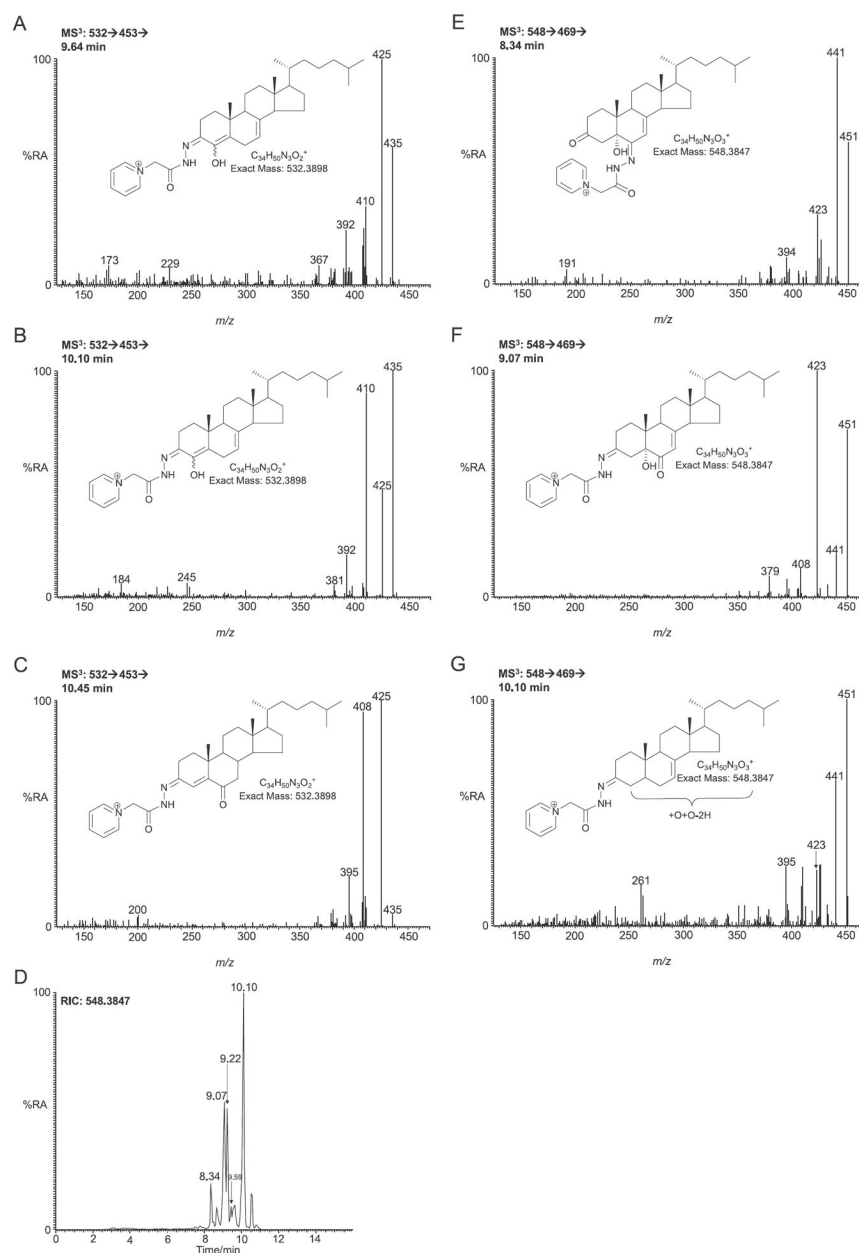 A
MS³: 532→453→
9.64 min
100
%RA
425
435
410
392
367
229
173
N
NH
OH
N
O
C₃₄H₅₀N₃O₂⁺
Exact Mass: 532.3898
0
150 200 250 300 350 400 450
m/z
B
MS³: 532→453→
10.10 min
100
%RA
435
410
425
392
381
245
184
N
NH
OH
N
O
C₃₄H₅₀N₃O₂⁺
Exact Mass: 532.3898
0
150 200 250 300 350 400 450
m/z
C
MS³: 532→453→
10.45 min
100
%RA
425
408
395
435
200
N
NH
O
N
O
C₃₄H₅₀N₃O₂⁺
Exact Mass: 532.3898
0
150 200 250 300 350 400 450
m/z
D
RIC: 548.3847
100
%RA
10.10
9.22
9.07
8.34
9.59
0
0 2 4 6 8 10 12 14
Time/min
E
MS³: 548→469→
8.34 min
100
%RA
441
451
423
394
191
O
OH
N
HN
N
O
C₃₄H₅₀N₃O₃⁺
Exact Mass: 548.3847
0
150 200 250 300 350 400 450
m/z
F
MS³: 548→469→
9.07 min
100
%RA
423
451
441
408
379
N
NH
OH
O
N
O
C₃₄H₅₀N₃O₃⁺
Exact Mass: 548.3847
0
150 200 250 300 350 400 450
m/z
G
MS³: 548→469→
10.10 min
100
%RA
451
441
423
395
261
N
NH
N
O
C₃₄H₅₀N₃O₃⁺
Exact Mass: 548.3847
+O+O-2H
0
150 200 250 300 350 400 450
m/z